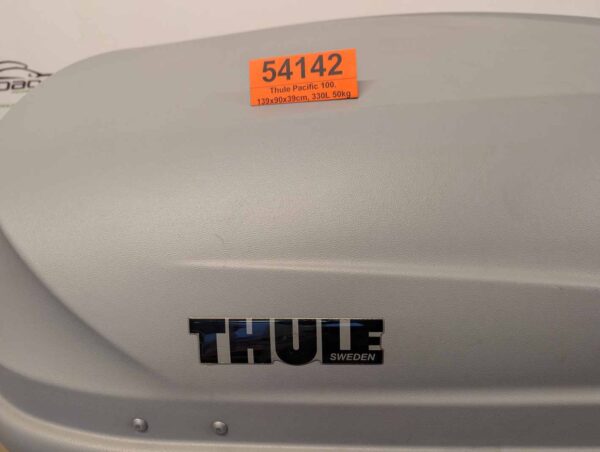 54142
Thule Pacific 100.
139x90x39cm, 330L 50kg
THULE
SWEDEN